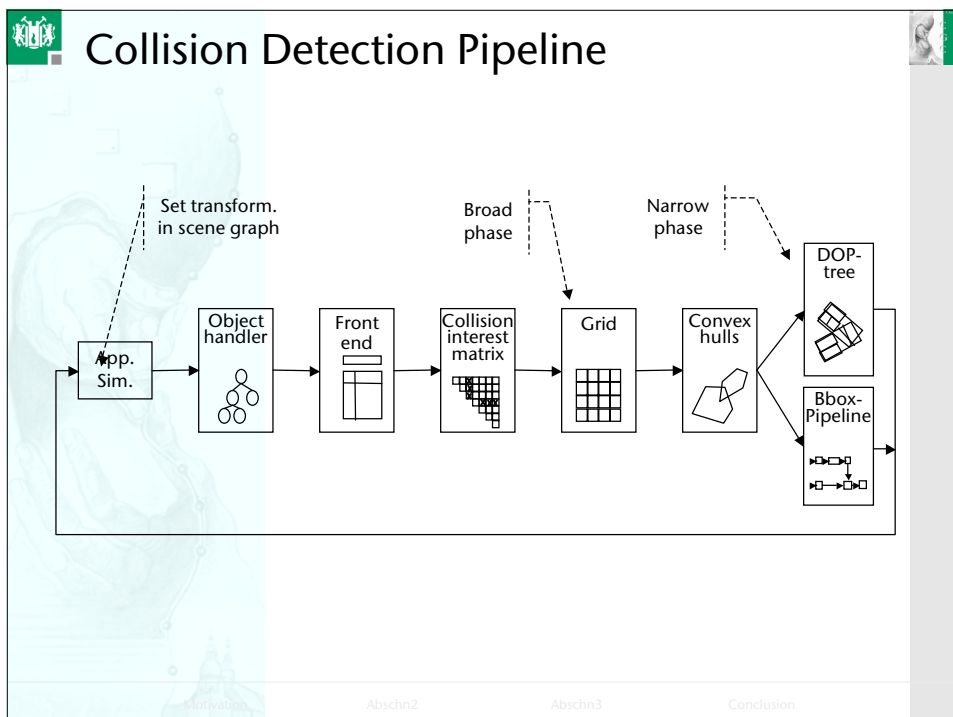 Collision Detection Pipeline
Set transform.
in scene graph
Broad
phase
Narrow
phase
App.
Sim.
Object
handler
Front
end
Collision
interest
matrix
Grid
Convex
hulls
DOP-
tree
Bbox-
Pipeline
Motivation
Abschn2
Abschn3
Conclusion